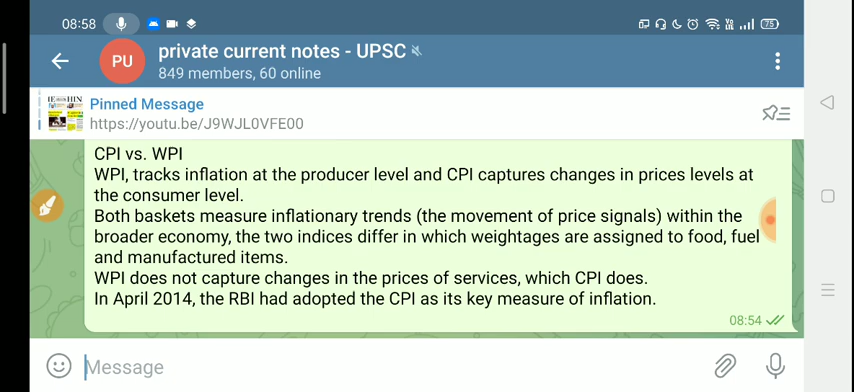 08:58
75
PU
private current notes - UPSC
849 members, 60 online
Pinned Message
https://youtu.be/J9WJL0VFE00
CPI vs. WPI
WPI, tracks inflation at the producer level and CPI captures changes in prices levels at
the consumer level.
Both baskets measure inflationary trends (the movement of price signals) within the
broader economy, the two indices differ in which weightages are assigned to food, fuel
and manufactured items.
WPI does not capture changes in the prices of services, which CPI does.
In April 2014, the RBI had adopted the CPI as its key measure of inflation.
08:54
Message